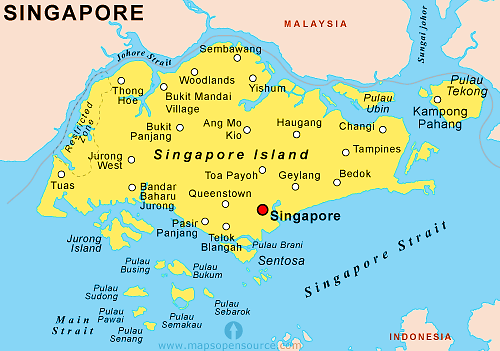 SINGAPORE
MALAYSIA
Sungai johor
Johore Strait
Sembawang
Woodlands
Yishum
Pulau
Tekong
Thong
Hoe
Bukit Mandai
Village
Pulau
Ubin
Kampong
Pahang
Restricted
Zone
Bukit
Panjang
Ang Mo
Kio
Haugang
Changi
Jurong
West
Singapore Island
Tampines
Tuas
Toa Payoh
Geylang
Bedok
Bandar
Baharu
Jurong
Queenstown
Singapore
Pasir
Panjang
Telok
Blangah
Pulau Brani
Sentosa
Jurong
Island
Pulau
Busing
Pulau
Bukum
Singapore Strait
Pulau
Sudong
Pulau
Pawai
Pulau
Senang
Pulau
Semakau
Pulau
Sabarok
Main
Strait
INDONESIA
www.mapsopensource.com